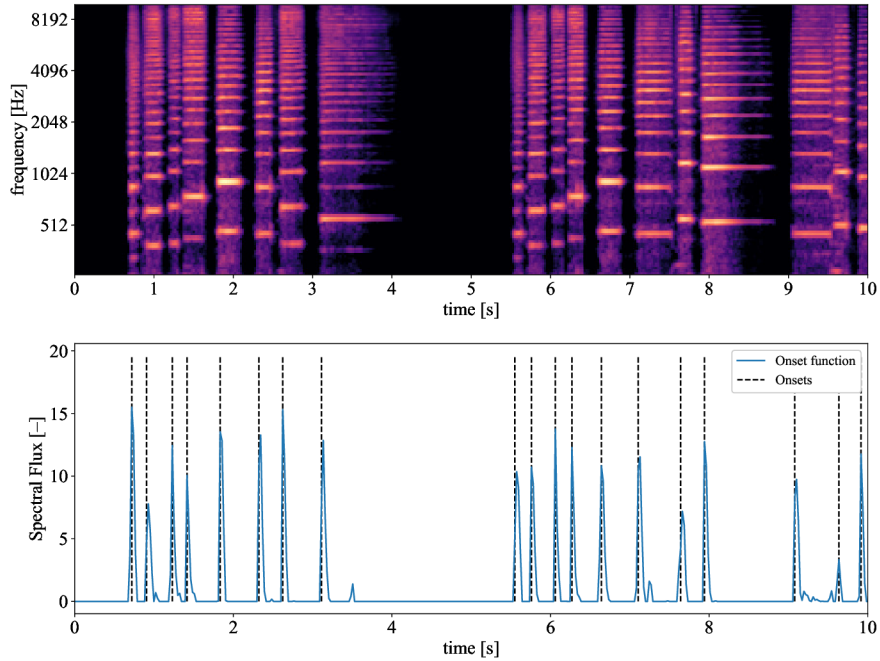 8192
4096
2048
1024
512
frequency [Hz]
0 1 2 3 4 5 6 7 8 9 10
time [s]
20
15
10
5
0
Spectral Flux [−]
Onset function
Onsets
0 2 4 6 8 10
time [s]